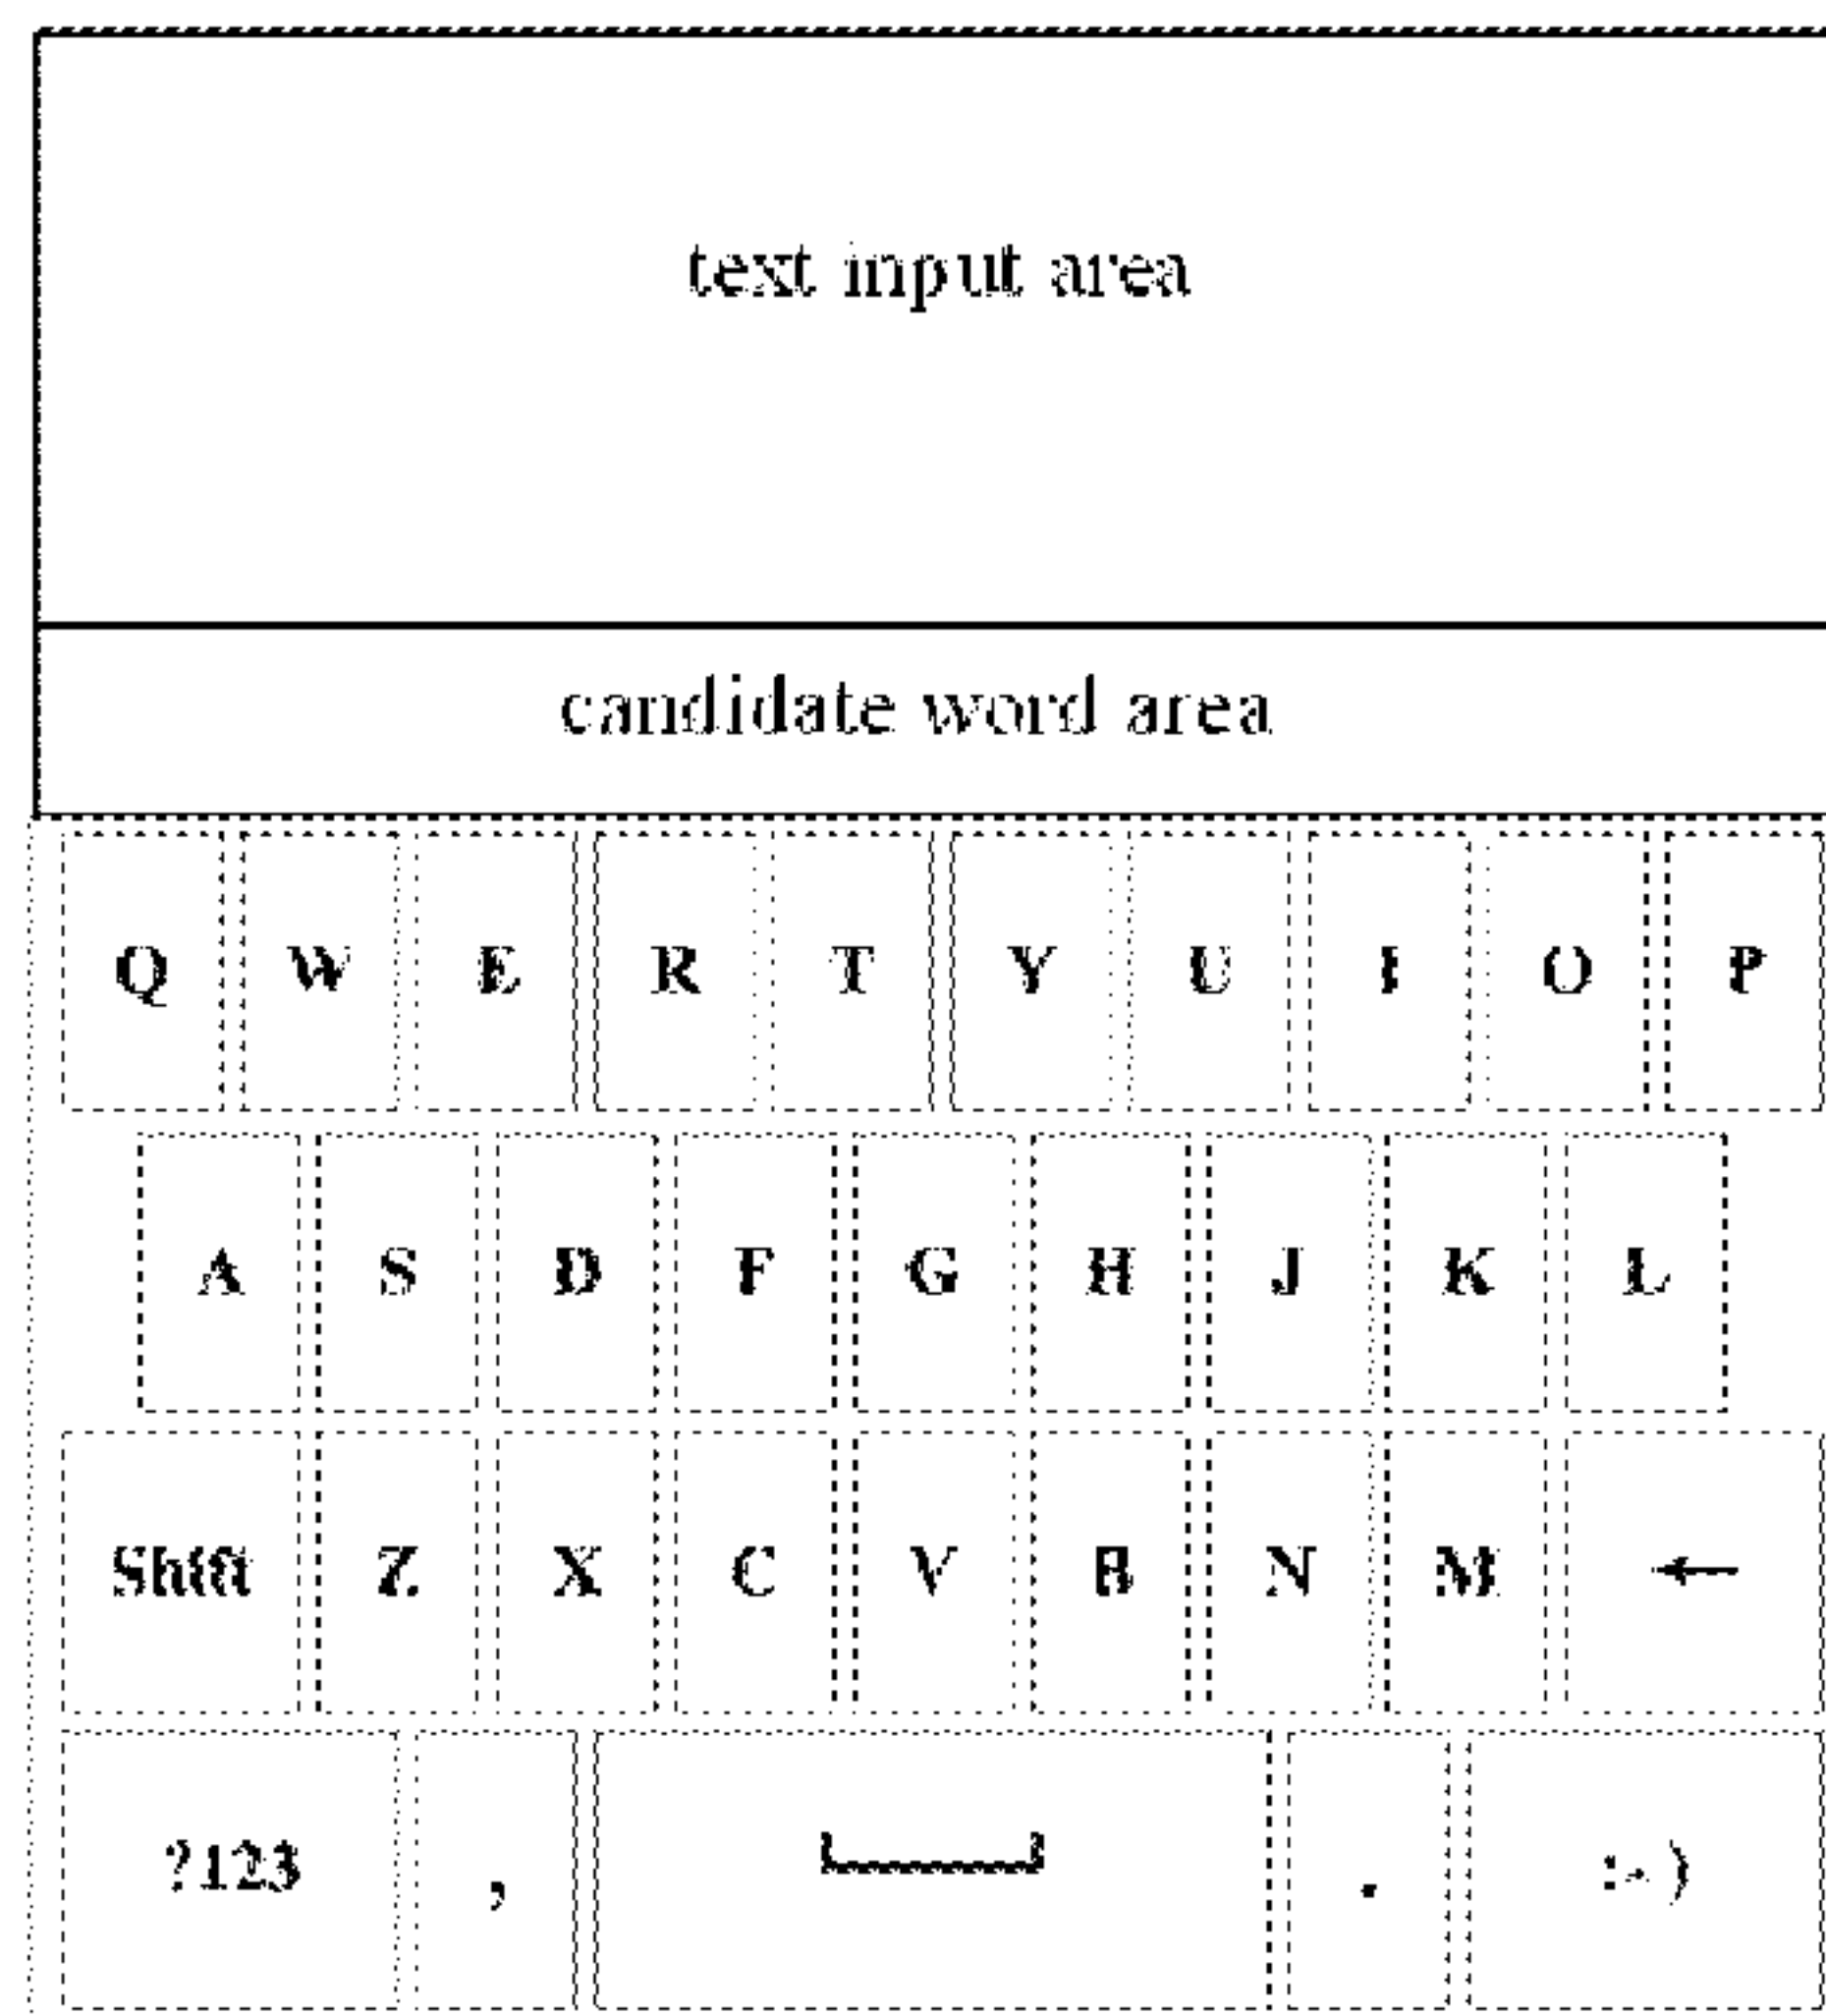 text input area
candidate word area
Q W E R T Y U I O P
A S D F G H J K L
Shift Z X C V B N M ←
?123 , . :-)